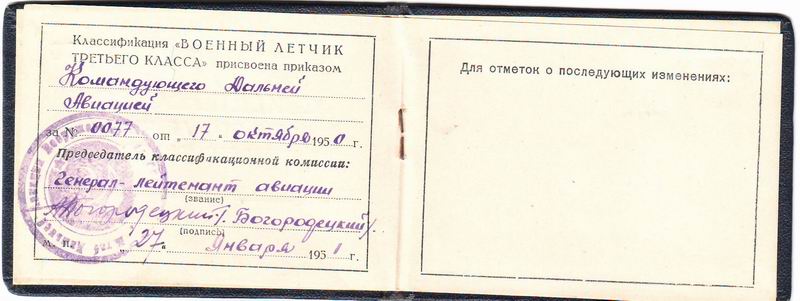 Классификация «ВОЕННЫЙ ЛЕТЧИК
ТРЕТЬЕГО КЛАССА» присвоена приказом
Командующего Дальней
Авиацией
за № 0077 от „17" октября 1950 г.
Председатель классификационной комиссии:
Генерал-лейтенант авиации
(звание)
Богородецкий /Богородецкий/
(подпись)
М. П. „27" января 1951 г.
Для отметок о последующих изменениях: